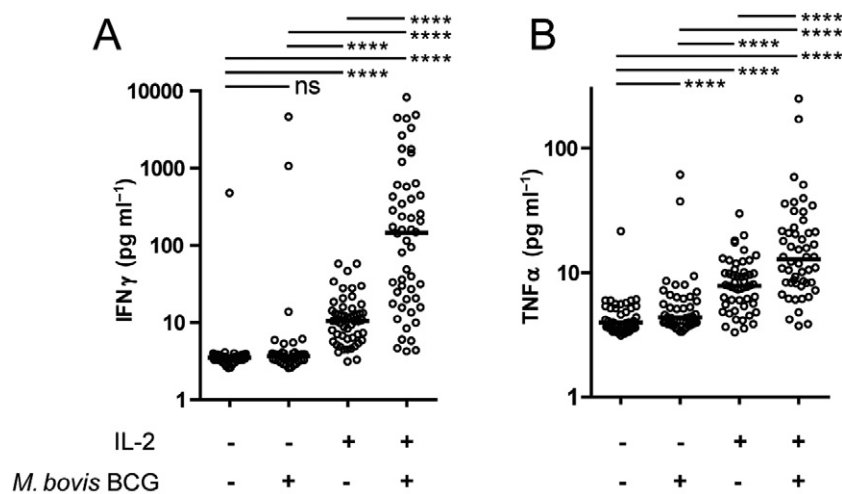 A
****
****
****
****
****
ns
10000
1000
100
10
1
IFNγ (pg ml⁻¹)
B
****
****
****
****
****
****
100
10
1
TNFα (pg ml⁻¹)
IL-2 - - + + - - + +
M. bovis BCG - + - + - + - +